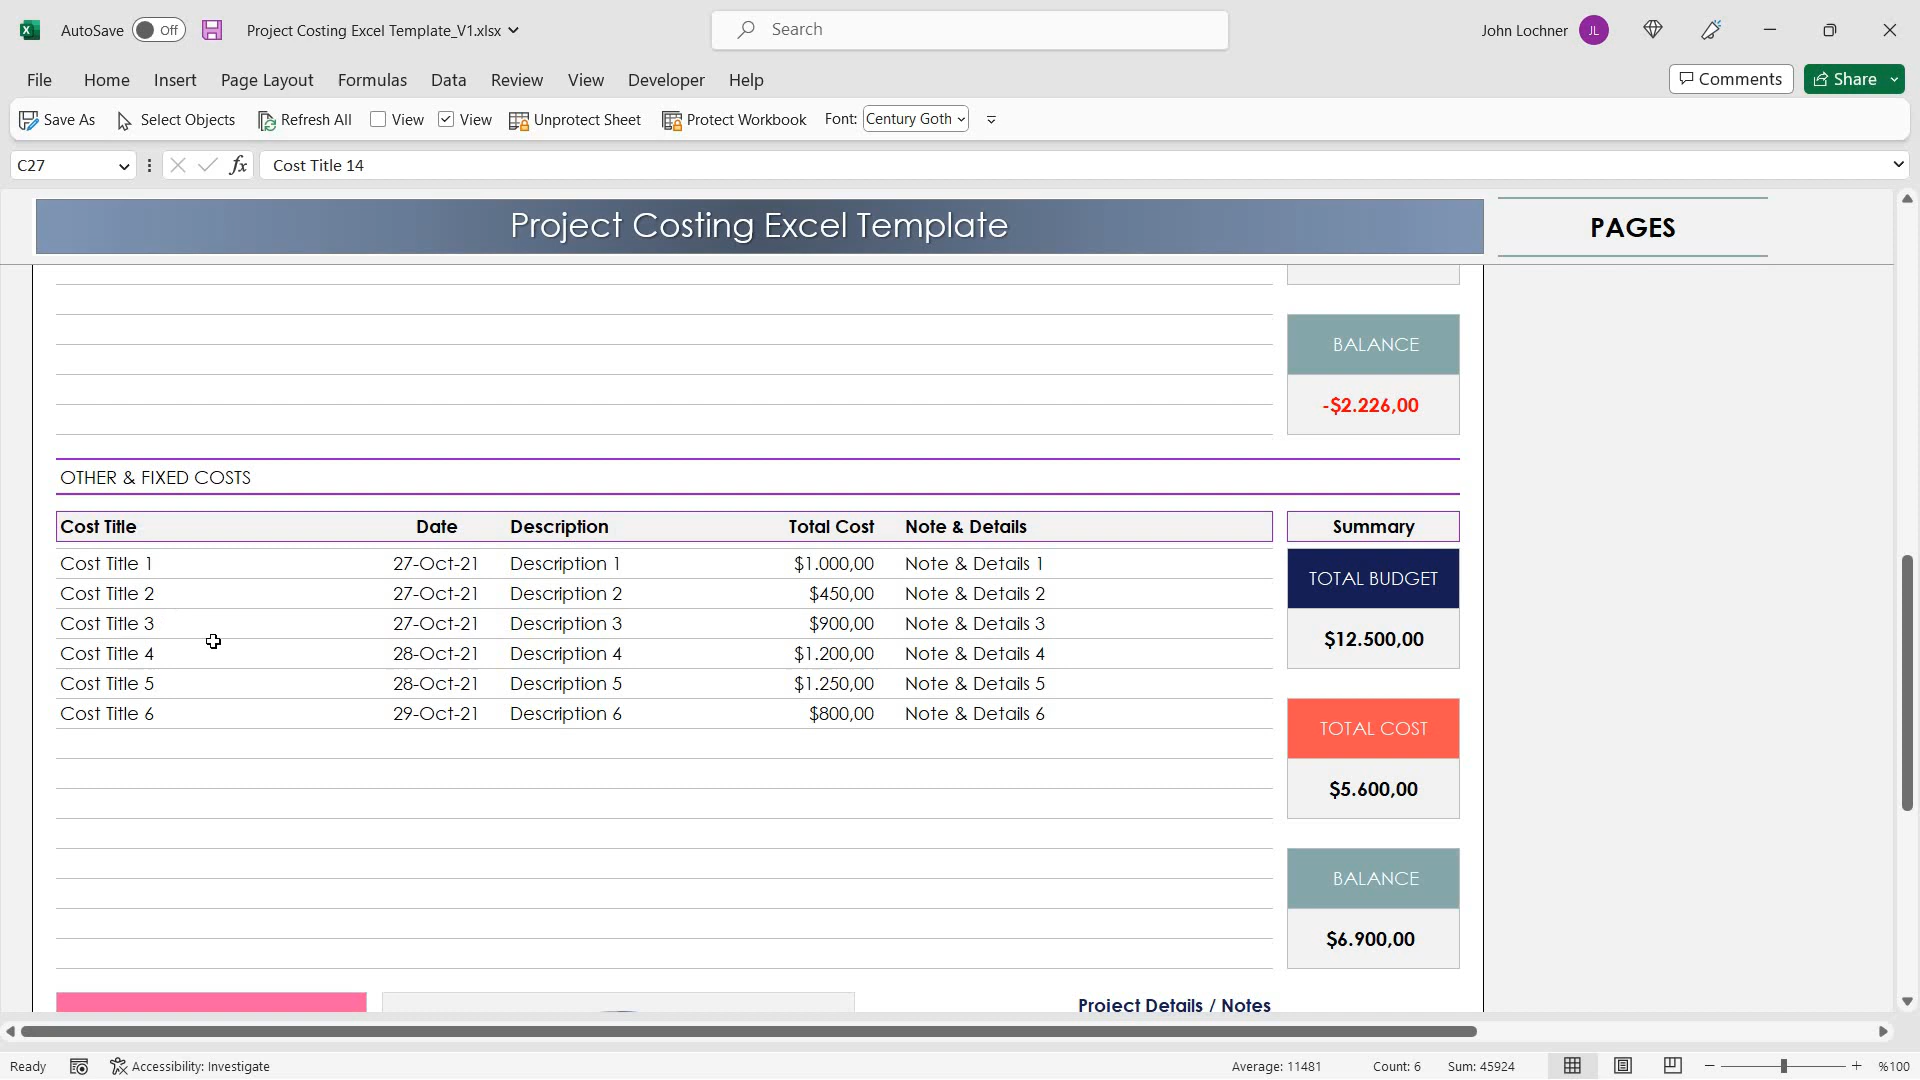 AutoSave Off Project Costing Excel Template_V1.xlsx Search John Lochner JL
File Home Insert Page Layout Formulas Data Review View Developer Help Comments Share
Save As Select Objects Refresh All View View Unprotect Sheet Protect Workbook Font: Century Goth
C27 fx Cost Title 14
Project Costing Excel Template PAGES
BALANCE
-$2.226,00
OTHER & FIXED COSTS
Cost Title Date Description Total Cost Note & Details Summary
Cost Title 1 27-Oct-21 Description 1 $1.000,00 Note & Details 1
TOTAL BUDGET
Cost Title 2 27-Oct-21 Description 2 $450,00 Note & Details 2
Cost Title 3 27-Oct-21 Description 3 $900,00 Note & Details 3
$12.500,00
Cost Title 4 28-Oct-21 Description 4 $1.200,00 Note & Details 4
Cost Title 5 28-Oct-21 Description 5 $1.250,00 Note & Details 5
Cost Title 6 29-Oct-21 Description 6 $800,00 Note & Details 6
TOTAL COST
$5.600,00
BALANCE
$6.900,00
Project Details / Notes
Ready Accessibility: Investigate Average: 11481 Count: 6 Sum: 45924 %100